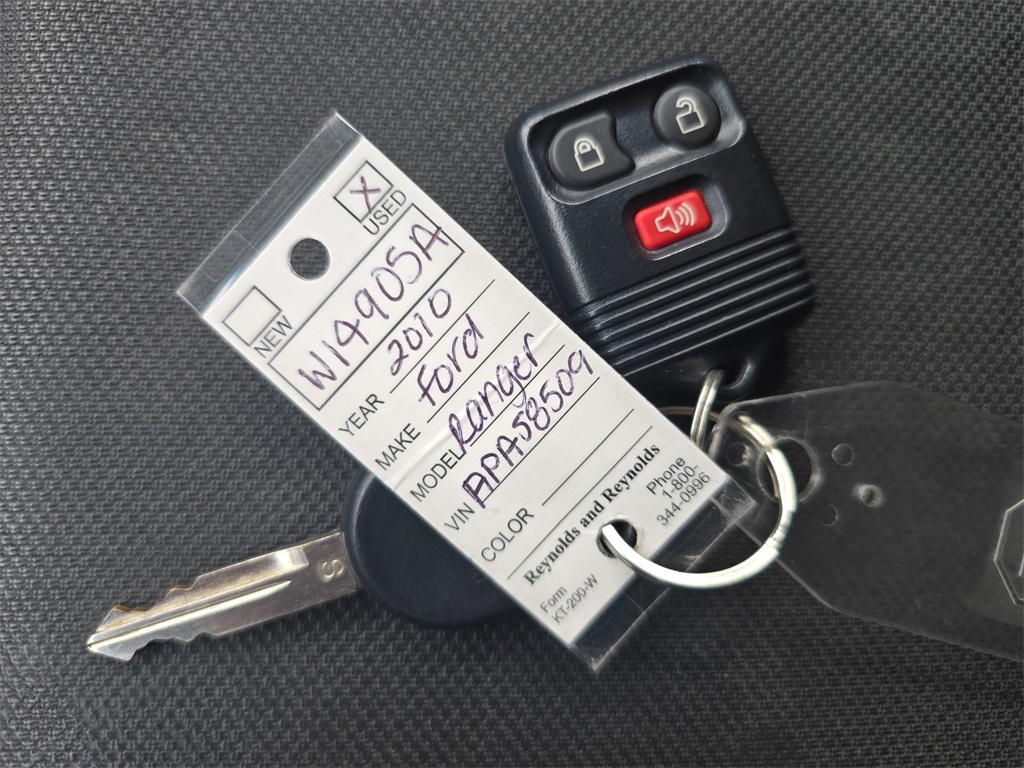 X
NEW USED
W14905A
YEAR 2010
MAKE Ford
MODEL Ranger
VIN APA58509
COLOR
Reynolds and Reynolds
Form
KT-200-W
Phone
1-800-
344-0996
S